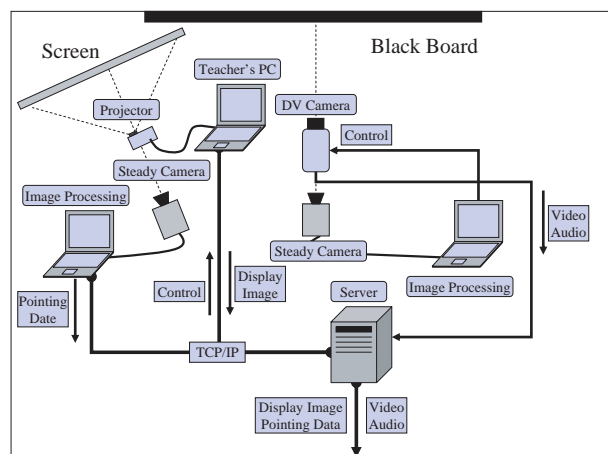 Black Board
Screen
Teacher's PC
Projector
DV Camera
Control
Steady Camera
Image Processing
Video
Audio
Steady Camera
Image Processing
Pointing
Date
Control
Display
Image
Server
TCP/IP
Display Image
Pointing Data
Video
Audio